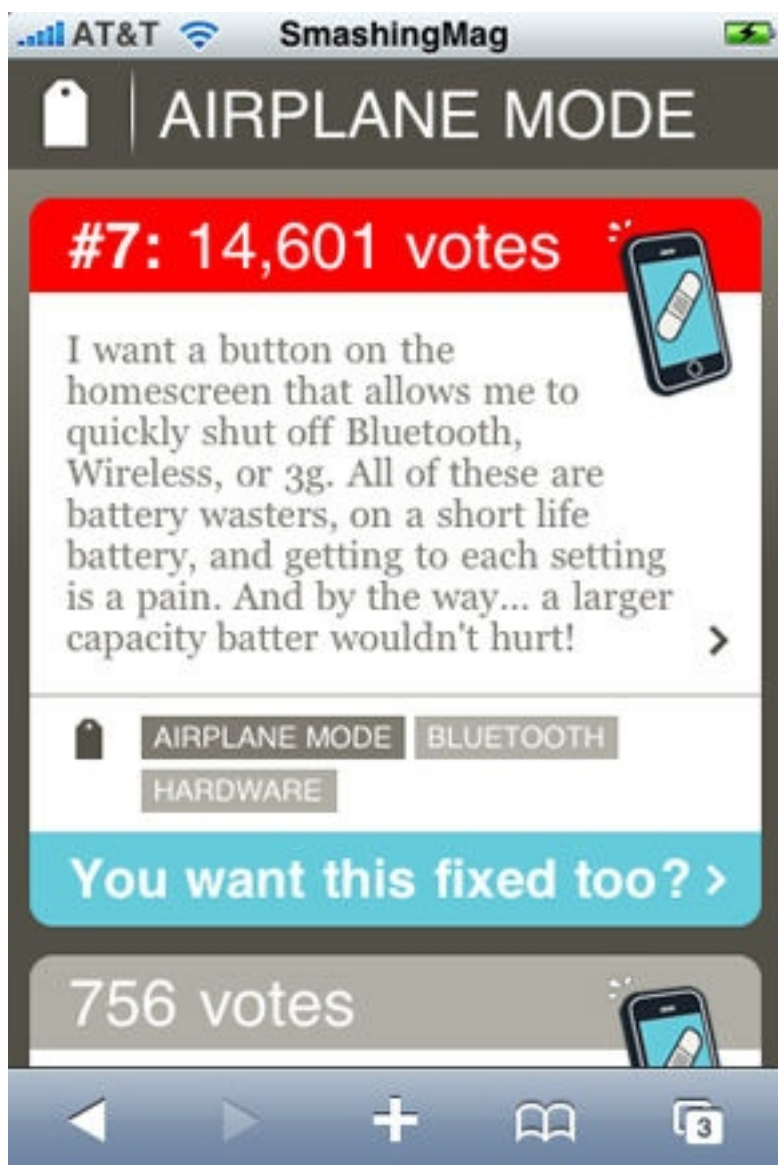 AT&T SmashingMag
AIRPLANE MODE
#7: 14,601 votes
I want a button on the
homescreen that allows me to
quickly shut off Bluetooth,
Wireless, or 3g. All of these are
battery wasters, on a short life
battery, and getting to each setting
is a pain. And by the way... a larger
capacity batter wouldn't hurt!
AIRPLANE MODE BLUETOOTH
HARDWARE
You want this fixed too?
756 votes
3